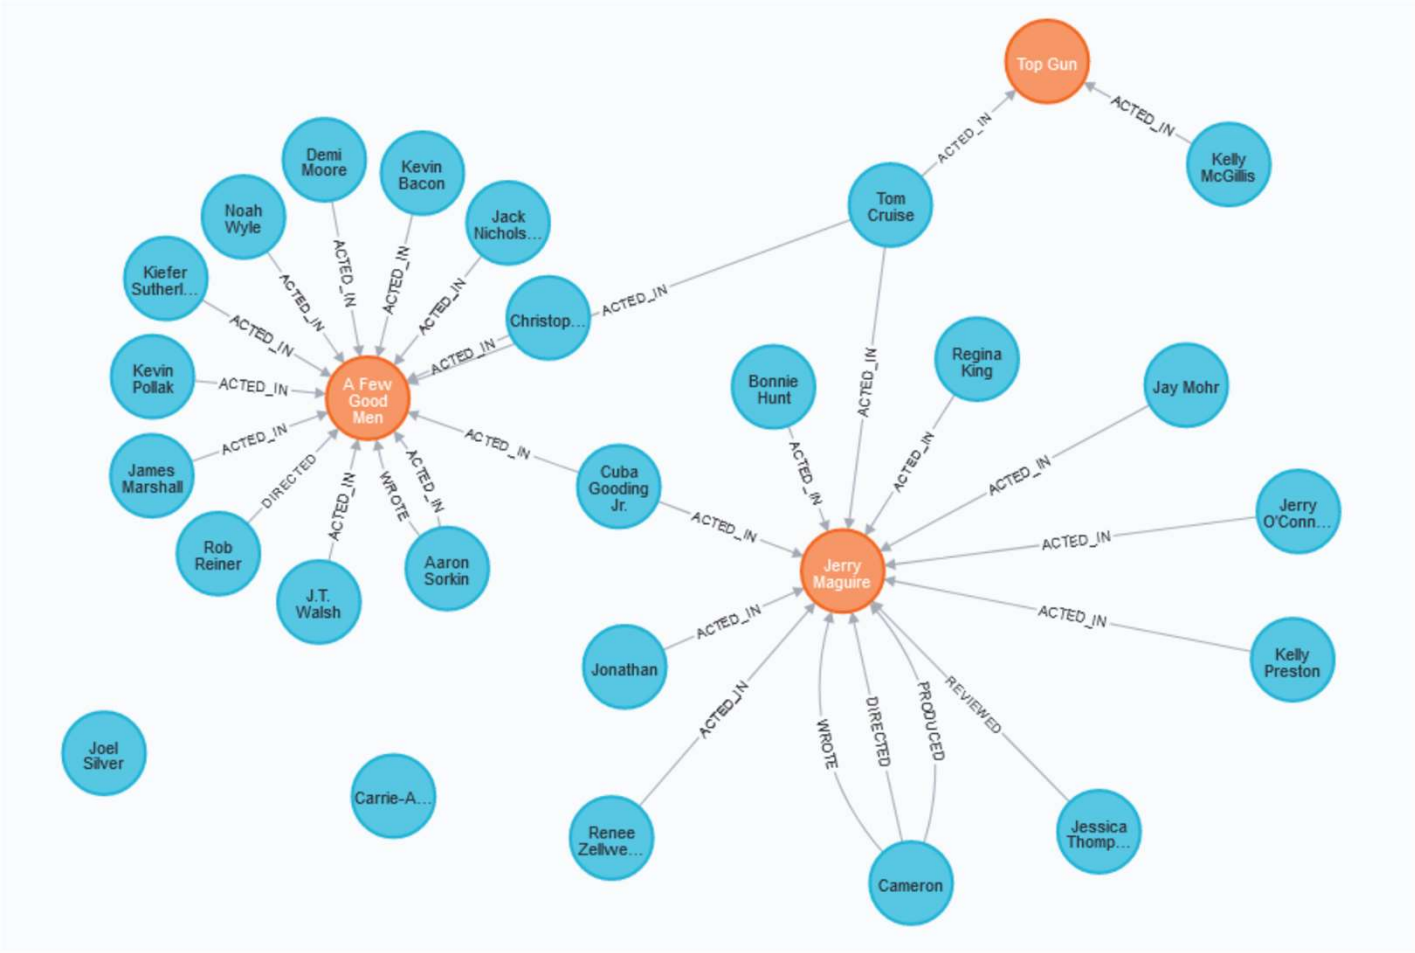 Top Gun
ACTED_IN
ACTED_IN
Kelly
McGillis
Tom
Cruise
Demi
Moore
Kevin
Bacon
Noah
Wyle
Jack
Nichols...
Kiefer
Sutherl...
Christop...
ACTED_IN
ACTED_IN
ACTED_IN
ACTED_IN
ACTED_IN
ACTED_IN
ACTED_IN
Kevin
Pollak
ACTED_IN
A Few
Good
Men
James
Marshall
ACTED_IN
DIRECTED
ACTED_IN
WROTE
ACTED_IN
ACTED_IN
Rob
Reiner
J.T.
Walsh
Aaron
Sorkin
Cuba
Gooding
Jr.
ACTED_IN
Bonnie
Hunt
ACTED_IN
ACTED_IN
Regina
King
ACTED_IN
Jay Mohr
ACTED_IN
Jerry
O'Conn...
ACTED_IN
Jerry
Maguire
ACTED_IN
Kelly
Preston
Jonathan
ACTED_IN
ACTED_IN
WROTE
DIRECTED
PRODUCED
REVIEWED
Joel
Silver
Carrie-A...
Renee
Zellwe...
Cameron
Jessica
Thomp...